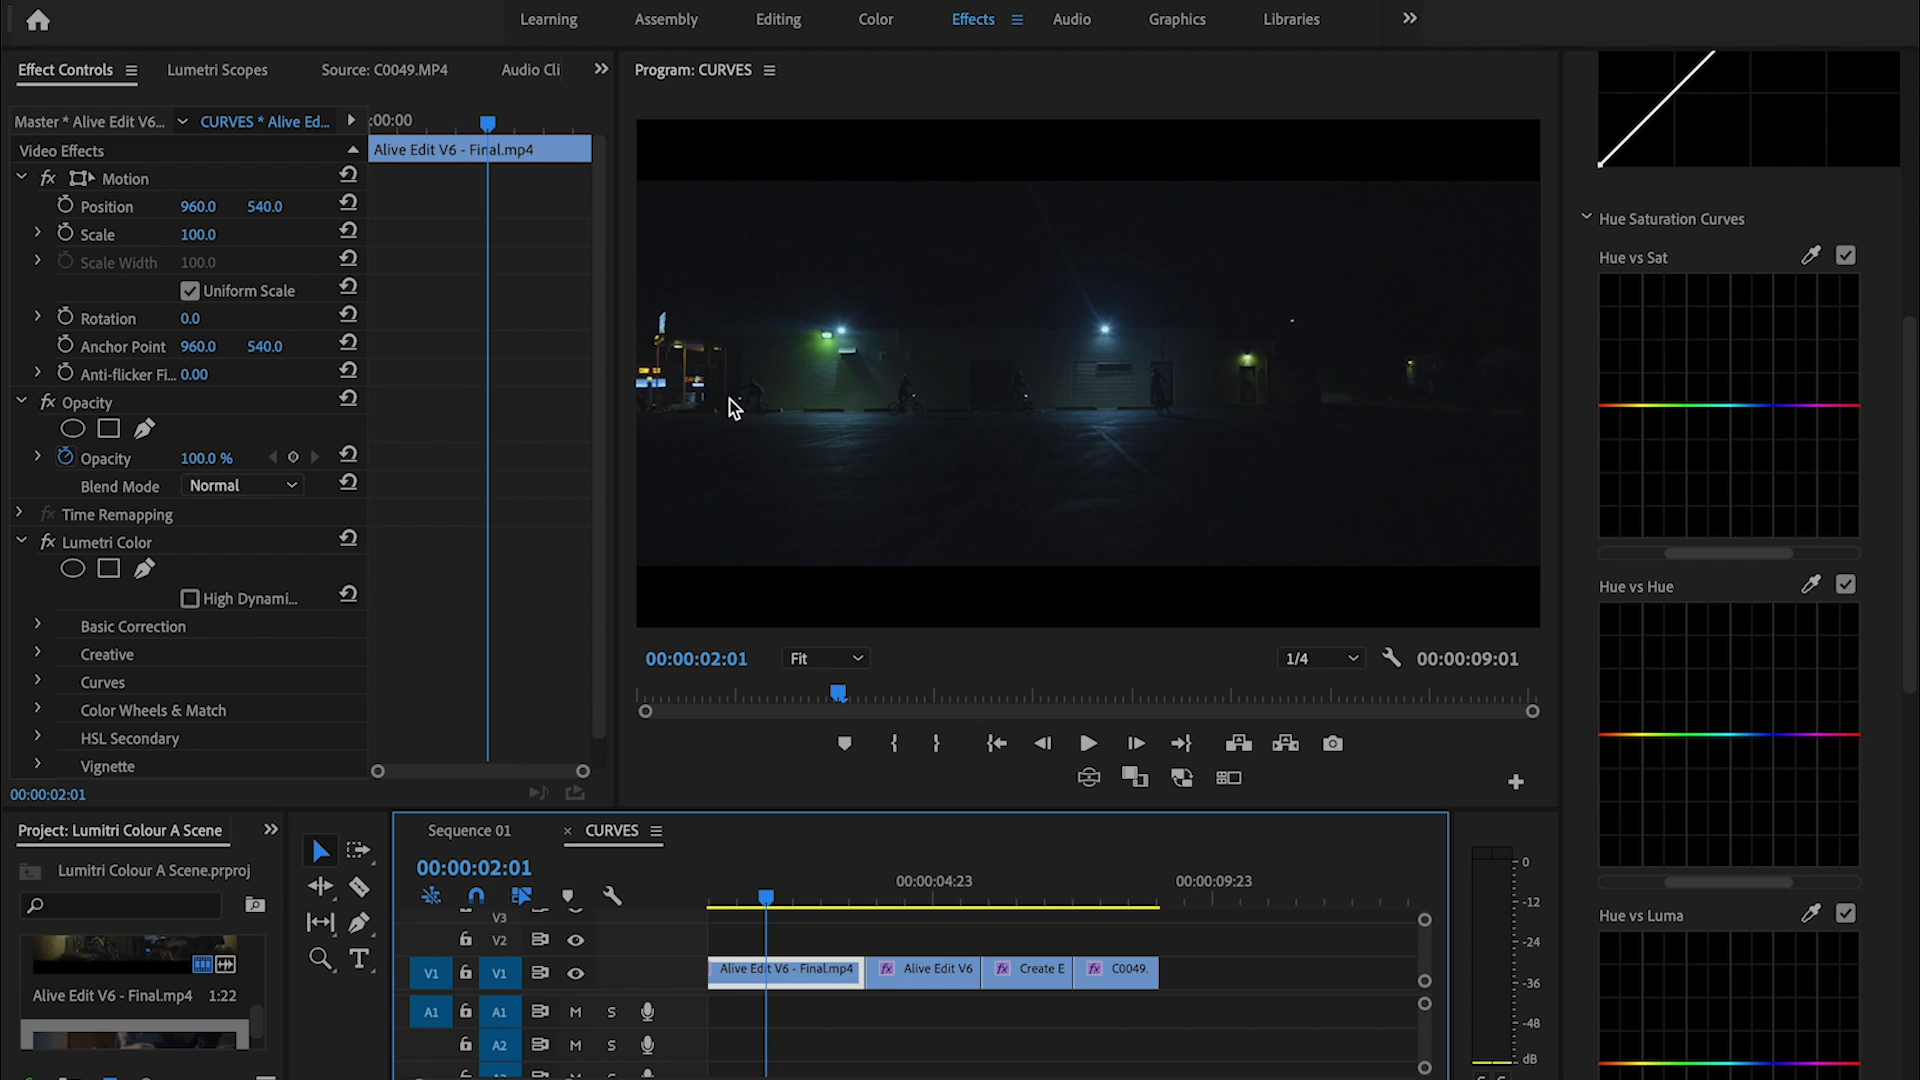 Learning Assembly Editing Color Effects Audio Graphics Libraries
Effect Controls Lumetri Scopes Source: C0049.MP4 Audio Cli
Master * Alive Edit V6... CURVES * Alive Ed...
:00:00
Video Effects
Alive Edit V6 - Final.mp4
fx Motion
Position 960.0 540.0
Scale 100.0
Scale Width 100.0
Uniform Scale
Rotation 0.0
Anchor Point 960.0 540.0
Anti-flicker Fi... 0.00
fx Opacity
Opacity 100.0 %
Blend Mode Normal
fx Time Remapping
fx Lumetri Color
High Dynami...
Basic Correction
Creative
Curves
Color Wheels & Match
HSL Secondary
Vignette
00:00:02:01
Program: CURVES
00:00:02:01 Fit 1/4 00:00:09:01
Hue Saturation Curves
Hue vs Sat
Hue vs Hue
Hue vs Luma
Project: Lumitri Colour A Scene
Lumitri Colour A Scene.prproj
Alive Edit V6 - Final.mp4 1:22
Sequence 01 × CURVES
00:00:02:01
00:00:04:23 00:00:09:23
V3
V2
V1 V1
Alive Edit V6 - Final.mp4 fx Alive Edit V6 fx Create E fx C0049.
A1 A1 M S
A2 M S
0
-12
-24
-36
-48
dB